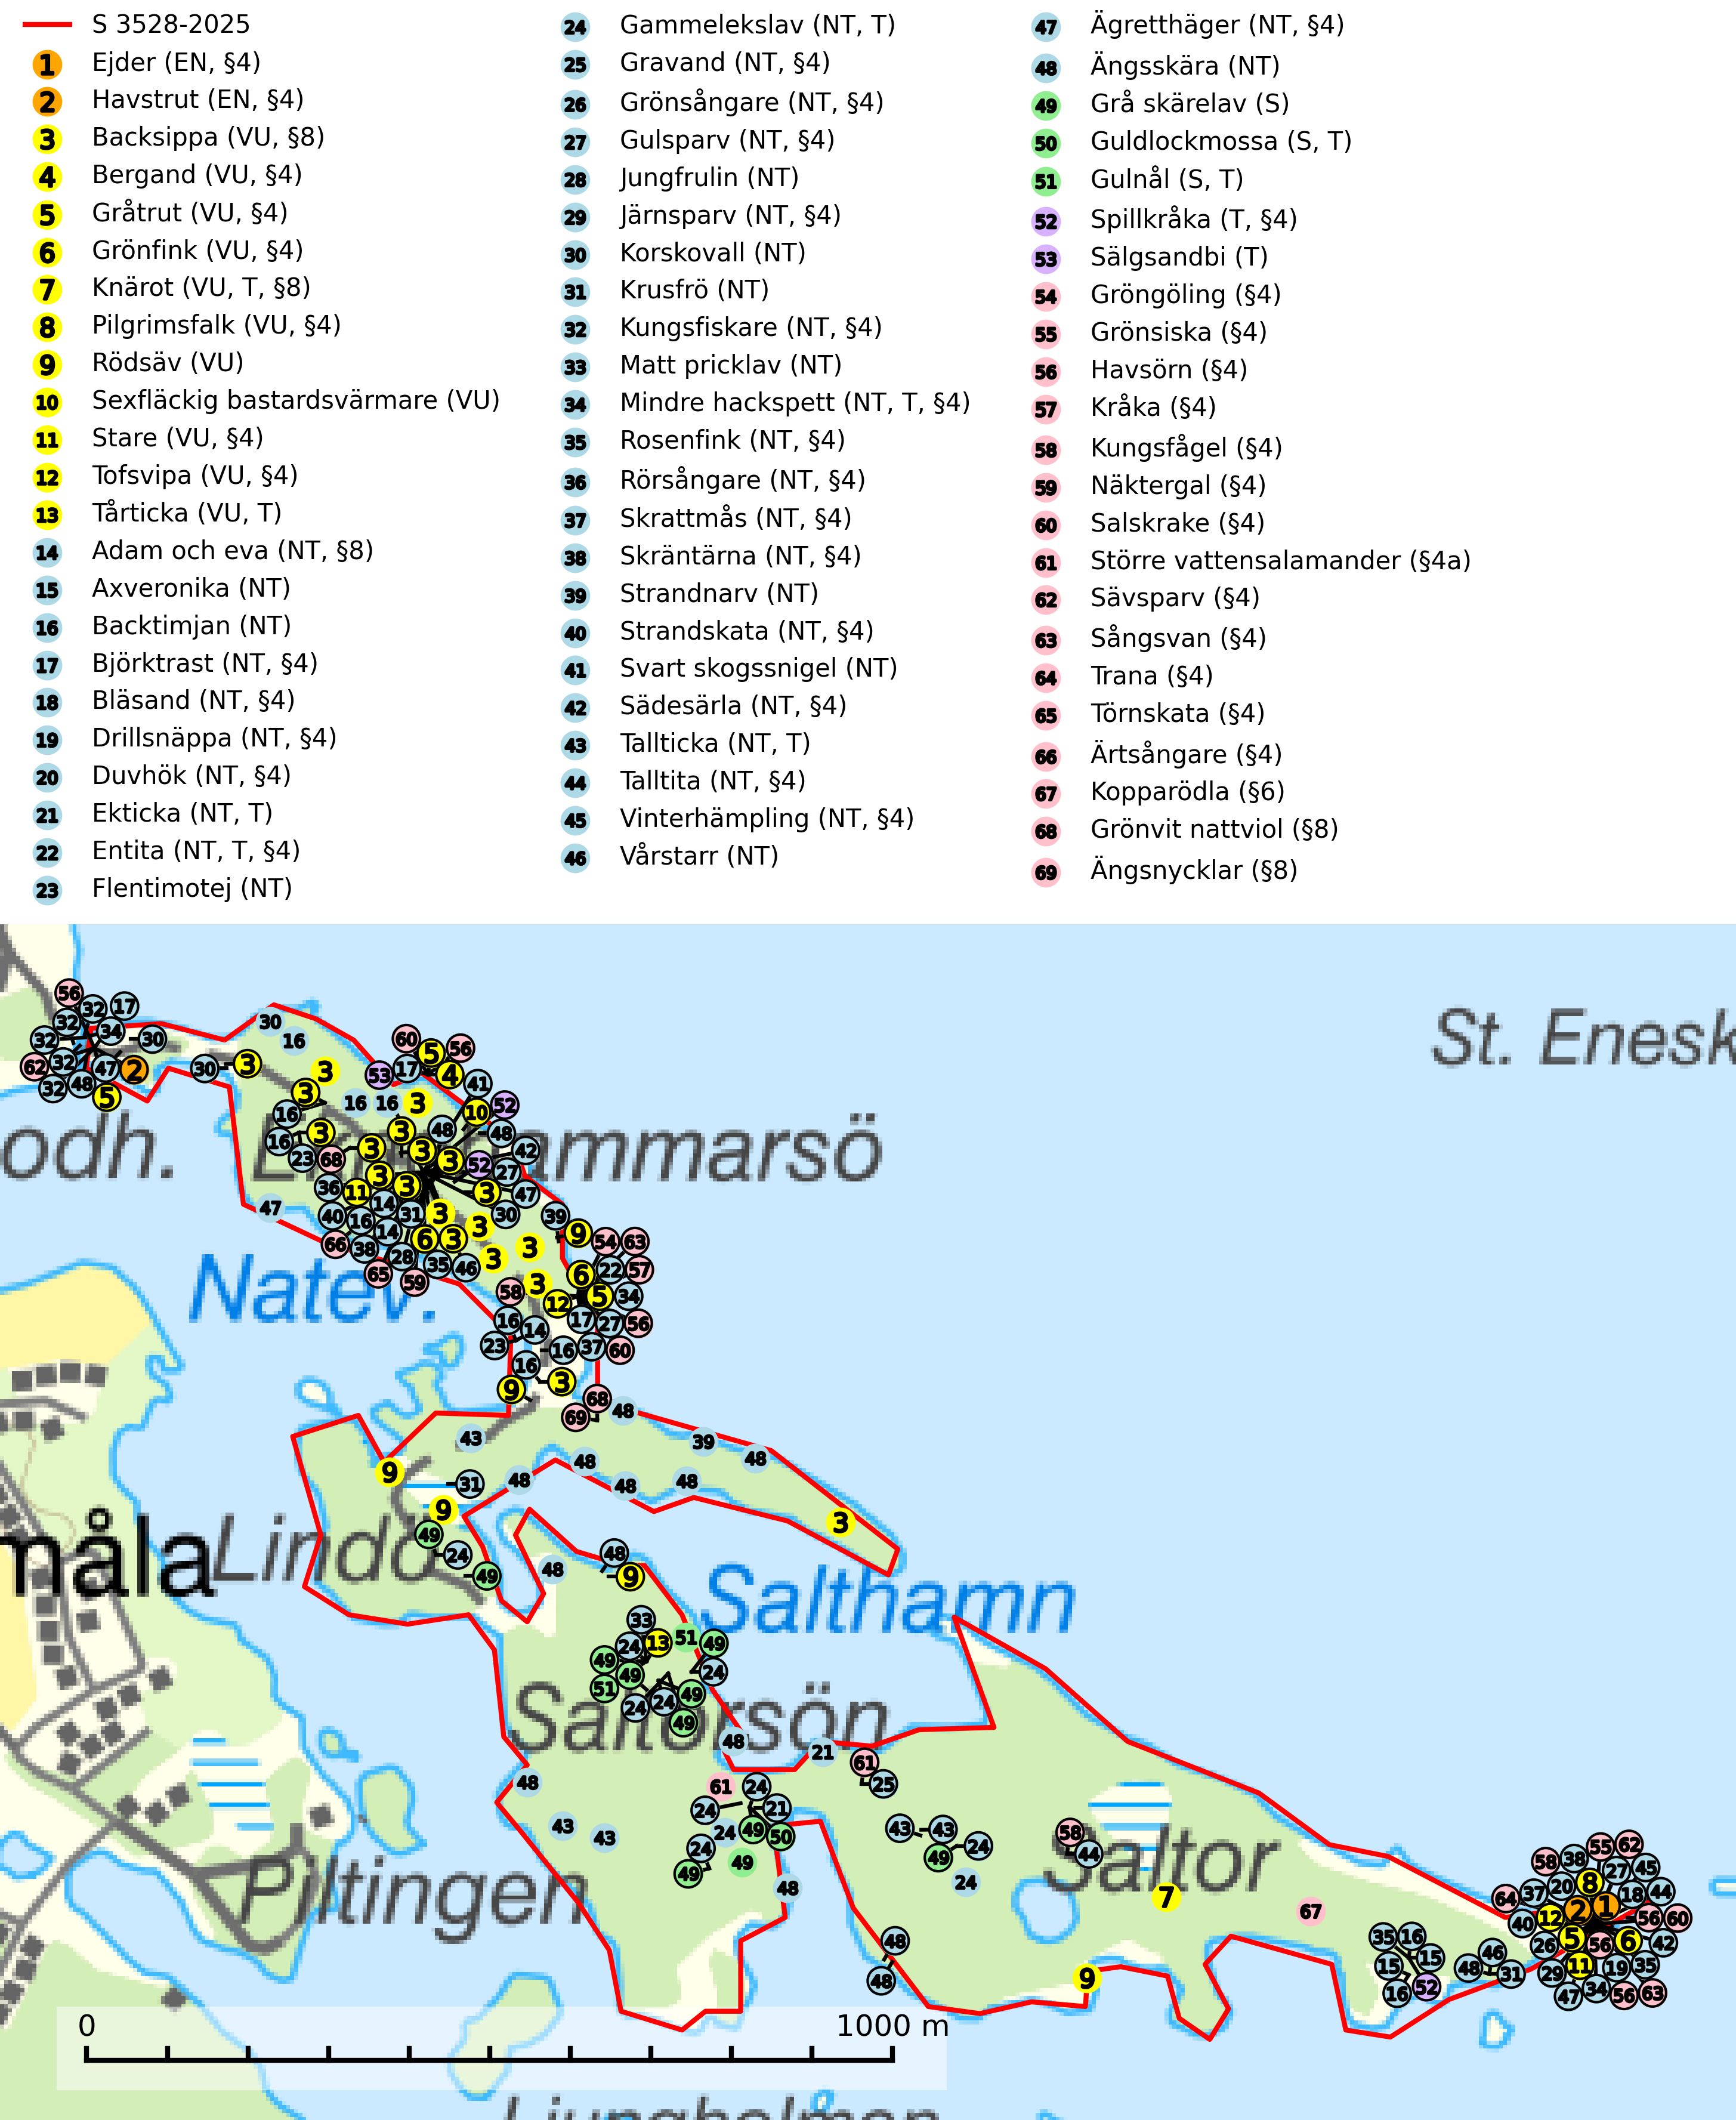 S 3528-2025
1 Ejder (EN, §4)
2 Havstrut (EN, §4)
3 Backsippa (VU, §8)
4 Bergand (VU, §4)
5 Gråtrut (VU, §4)
6 Grönfink (VU, §4)
7 Knärot (VU, T, §8)
8 Pilgrimsfalk (VU, §4)
9 Rödsäv (VU)
10 Sexfläckig bastardsvärmare (VU)
11 Stare (VU, §4)
12 Tofsvipa (VU, §4)
13 Tårticka (VU, T)
14 Adam och eva (NT, §8)
15 Axveronika (NT)
16 Backtimjan (NT)
17 Björktrast (NT, §4)
18 Bläsand (NT, §4)
19 Drillsnäppa (NT, §4)
20 Duvhök (NT, §4)
21 Ekticka (NT, T)
22 Entita (NT, T, §4)
23 Flentimotej (NT)
24 Gammelekslav (NT, T)
25 Gravand (NT, §4)
26 Grönsångare (NT, §4)
27 Gulsparv (NT, §4)
28 Jungfrulin (NT)
29 Järnsparv (NT, §4)
30 Korskovall (NT)
31 Krusfrö (NT)
32 Kungsfiskare (NT, §4)
33 Matt pricklav (NT)
34 Mindre hackspett (NT, T, §4)
35 Rosenfink (NT, §4)
36 Rörsångare (NT, §4)
37 Skrattmås (NT, §4)
38 Skräntärna (NT, §4)
39 Strandnarv (NT)
40 Strandskata (NT, §4)
41 Svart skogssnigel (NT)
42 Sädesärla (NT, §4)
43 Tallticka (NT, T)
44 Talltita (NT, §4)
45 Vinterhämpling (NT, §4)
46 Vårstarr (NT)
47 Ägretthäger (NT, §4)
48 Ängsskära (NT)
49 Grå skärelav (S)
50 Guldlockmossa (S, T)
51 Gulnål (S, T)
52 Spillkråka (T, §4)
53 Sälgsandbi (T)
54 Gröngöling (§4)
55 Grönsiska (§4)
56 Havsörn (§4)
57 Kråka (§4)
58 Kungsfågel (§4)
59 Näktergal (§4)
60 Salskrake (§4)
61 Större vattensalamander (§4a)
62 Sävsparv (§4)
63 Sångsvan (§4)
64 Trana (§4)
65 Törnskata (§4)
66 Ärtsångare (§4)
67 Kopparödla (§6)
68 Grönvit nattviol (§8)
69 Ängsnycklar (§8)
St. Enesk
odh.
ammarsö
Natev.
måla
Lindö
Salthamn
Saltorsön
Saltor
Piltingen
0 1000 m